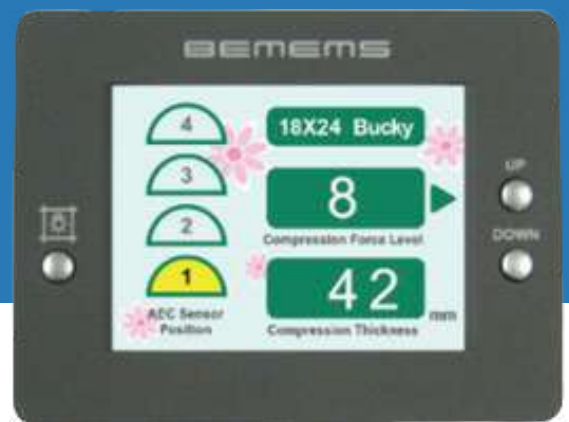 BEMEMS
4
3
2
1
AEC Sensor
Position
18X24 Bucky
8
Compression Force Level
42
mm
Compression Thickness
UP
DOWN